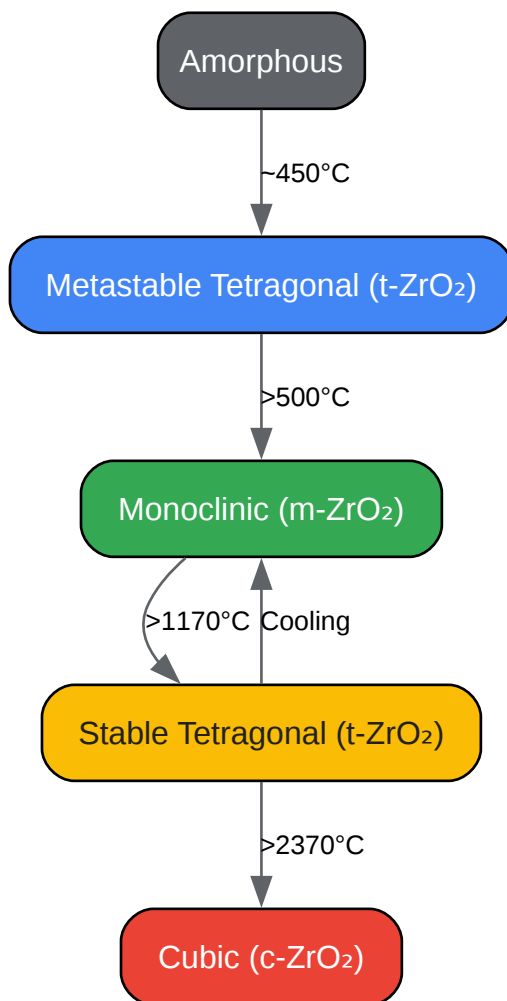 Amorphous
~450°C
Metastable Tetragonal (t-ZrO₂)
>500°C
Monoclinic (m-ZrO₂)
>1170°C
Cooling
Stable Tetragonal (t-ZrO₂)
>2370°C
Cubic (c-ZrO₂)